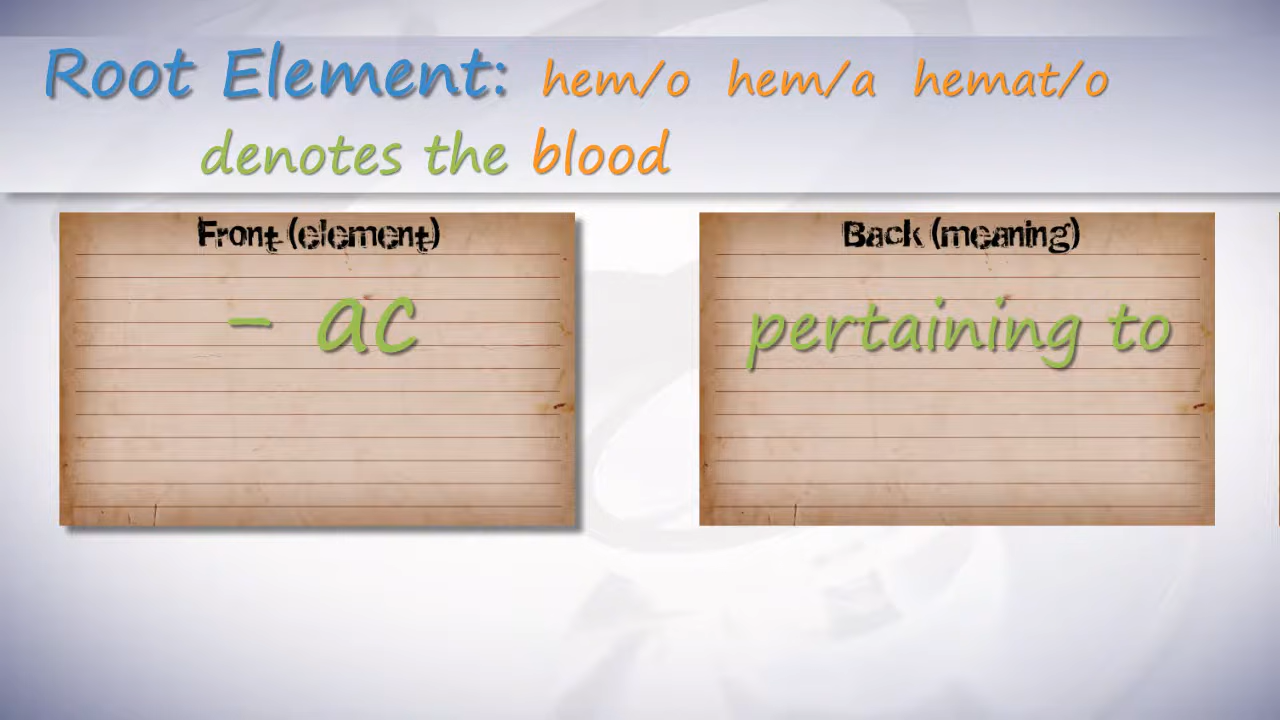 Root Element: hem/o hem/a hemat/o
denotes the blood
Front (element)
- ac
Back (meaning)
pertaining to